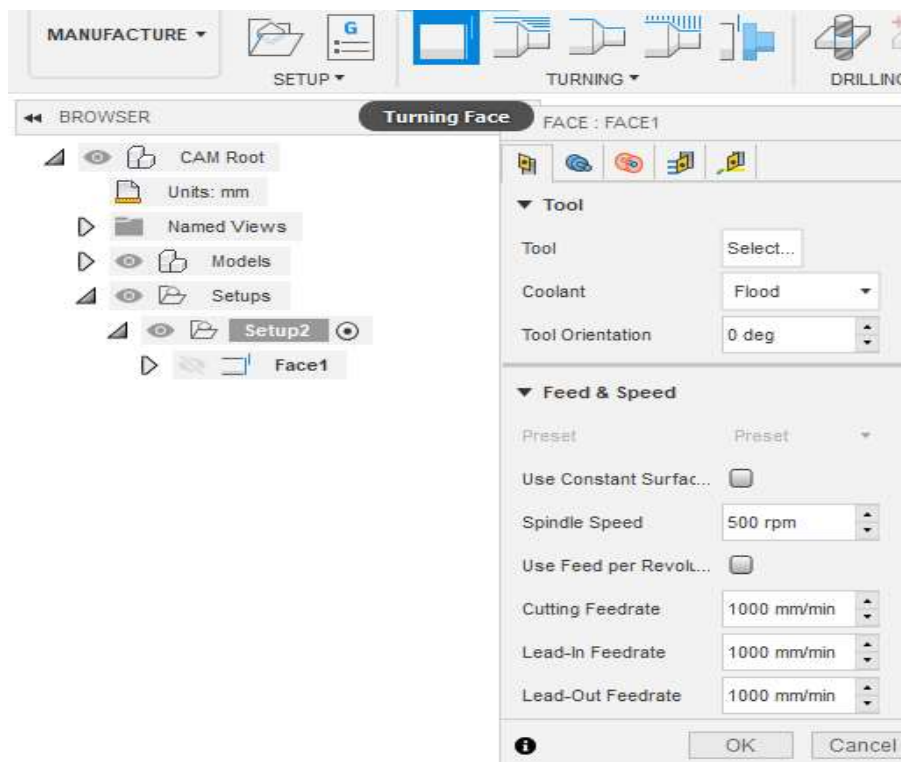 MANUFACTURE
G
SETUP
TURNING
DRILLING
BROWSER
Turning Face
FACE : FACE1
CAM Root
Units: mm
Named Views
Models
Setups
Setup2
Face1
Tool
Tool Select...
Coolant Flood
Tool Orientation 0 deg
Feed & Speed
Preset Preset
Use Constant Surfac...
Spindle Speed 500 rpm
Use Feed per Revolu...
Cutting Feedrate 1000 mm/min
Lead-In Feedrate 1000 mm/min
Lead-Out Feedrate 1000 mm/min
OK Cancel